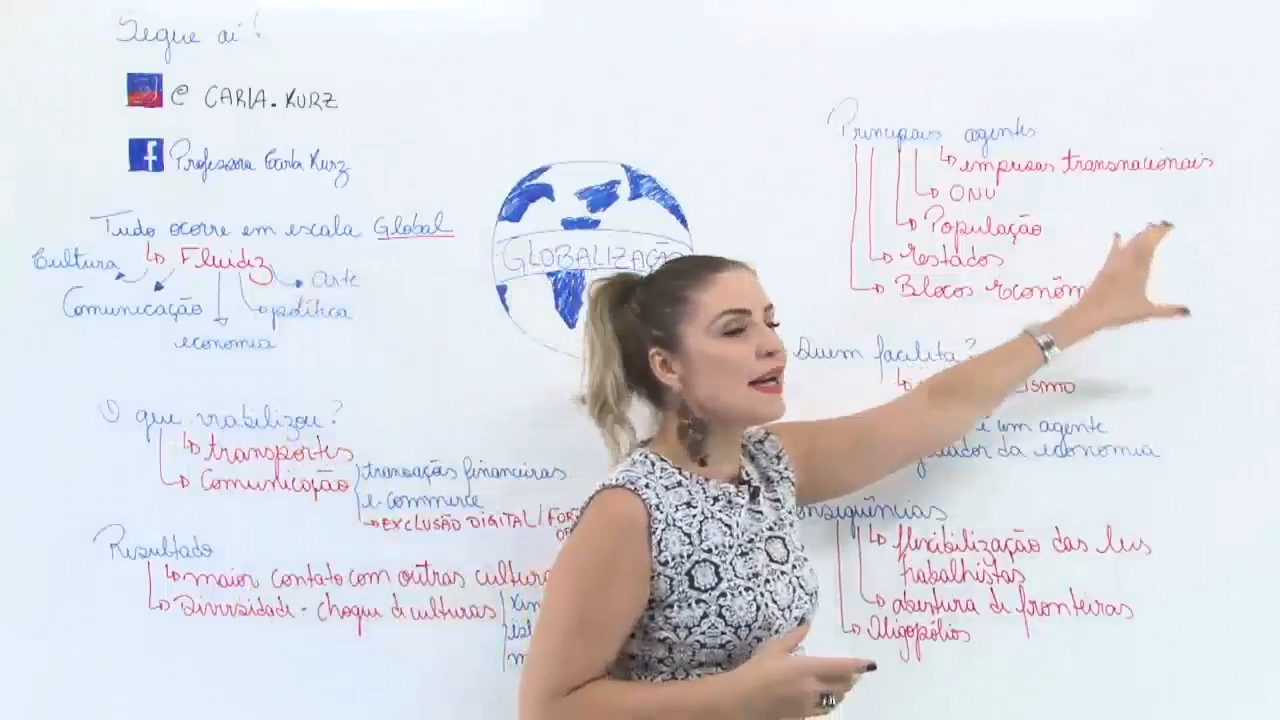 Segue aí!
@ CARLA.KURZ
f Professora Carla Kurz
Tudo ocorre em escala Global
Fluidez
Cultura
Comunicação
economia
política
arte
O que viabilizou?
transportes
Comunicação
transações financeiras
e-commerce
EXCLUSÃO DIGITAL/
Resultado
maior contato com outras
Diversidade - choque de culturas
GLOBALIZAÇÃO
Principais agentes
empresas transnacionais
ONU
População
Estados
Blocos
Quem facilita?
é um agente
da economia
flexibilização das leis
trabalhistas
abertura de fronteiras
Oligopólios